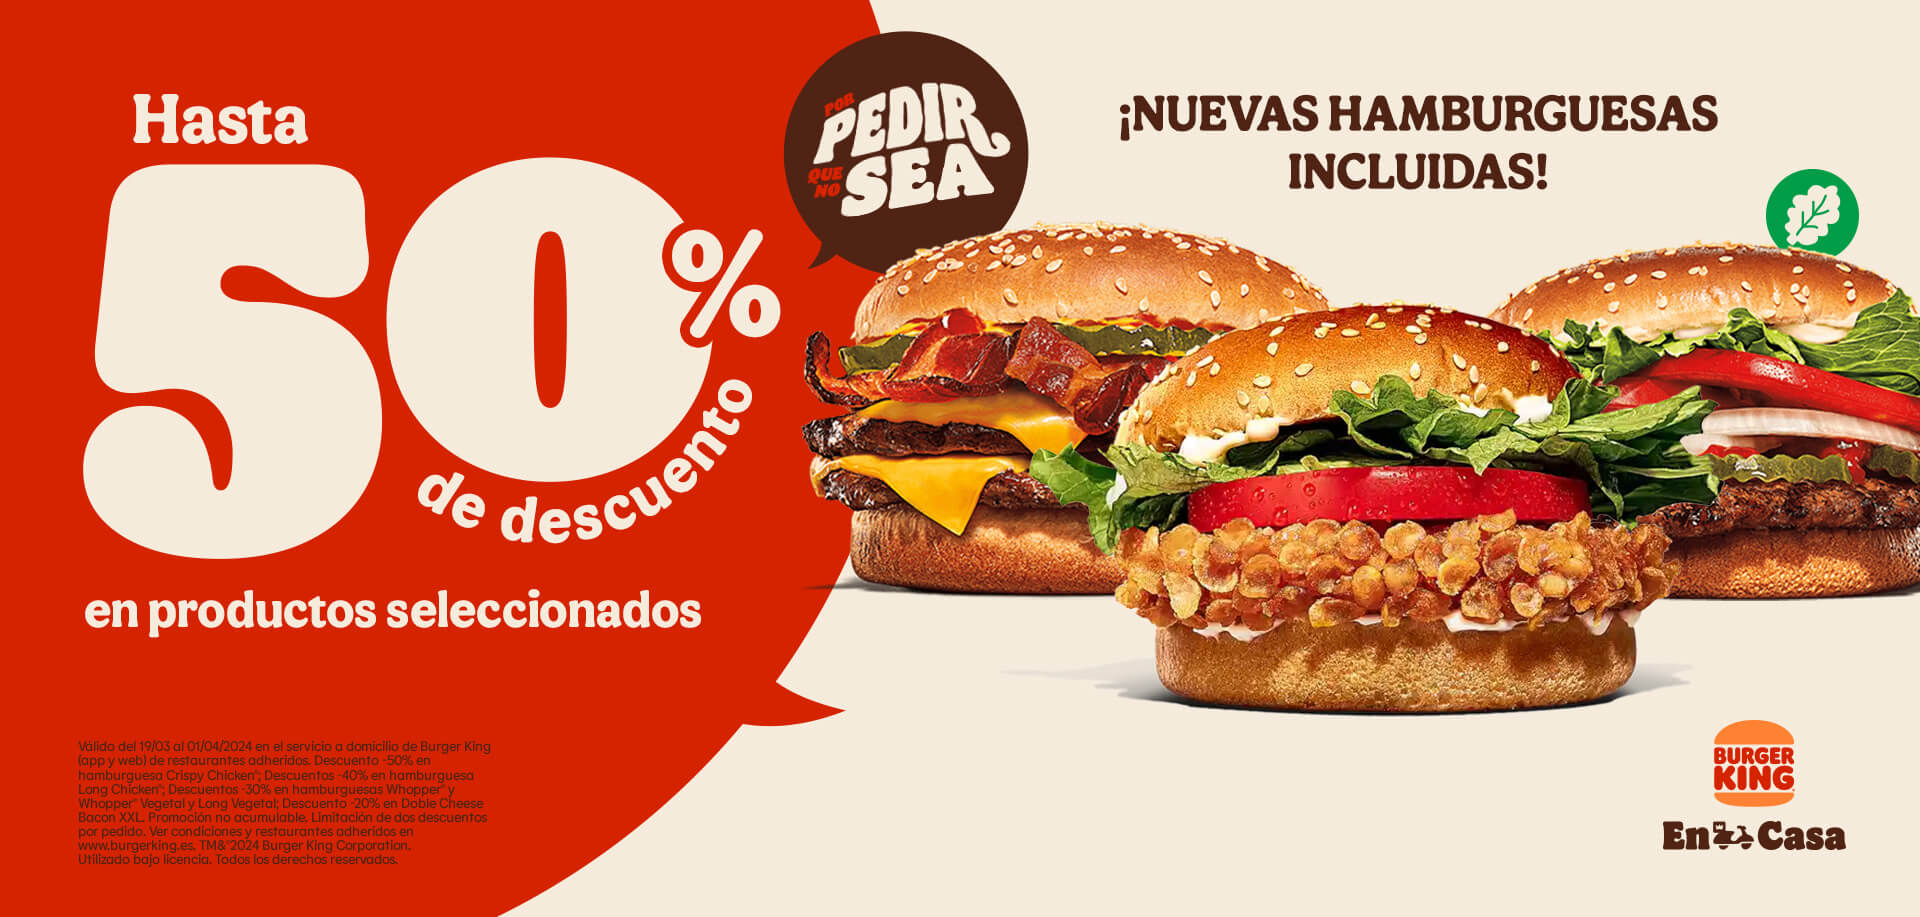 Hasta
50%
de descuento
en productos seleccionados
POR
PEDIR
QUE
NO
SEA
¡NUEVAS HAMBURGUESAS
INCLUIDAS!
Válido del 19/03 al 01/04/2024 en el servicio a domicilio de Burger King
(app y web) de restaurantes adheridos. Descuento -50% en
hamburguesa Crispy Chicken®; Descuentos -40% en hamburguesa
Long Chicken®; Descuentos -30% en hamburguesas Whopper® y
Whopper® Vegetal y Long Vegetal; Descuento -20% en Doble Cheese
Bacon XXL. Promoción no acumulable. Limitación de dos descuentos
por pedido. Ver condiciones y restaurantes adheridos en
www.burgerking.es. TM&®2024 Burger King Corporation.
Utilizado bajo licencia. Todos los derechos reservados.
BURGER
KING
En Casa